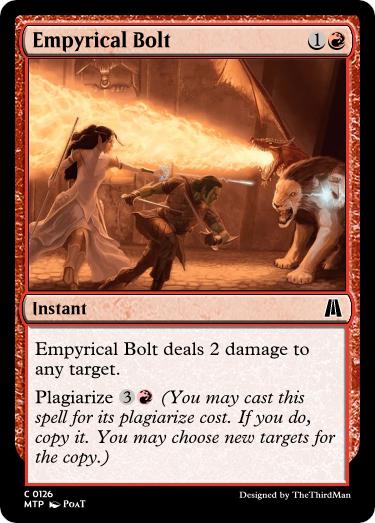 Empyrical Bolt 1
Instant
Empyrical Bolt deals 2 damage to
any target.
Plagiarize 3 (You may cast this
spell for its plagiarize cost. If you do,
copy it. You may choose new targets for
the copy.)
C 0126
MTP PoaT
Designed by TheThirdMan